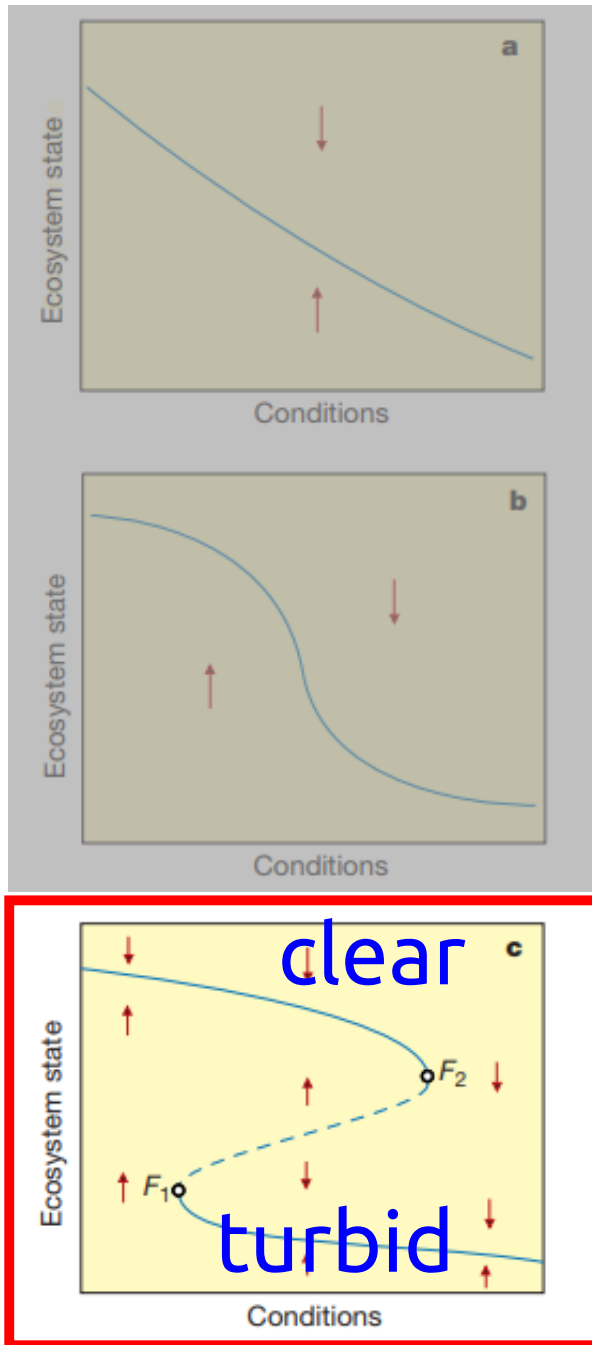 a
Ecosystem state
Conditions
b
Ecosystem state
Conditions
clear
c
F2
Ecosystem state
F1
turbid
Conditions